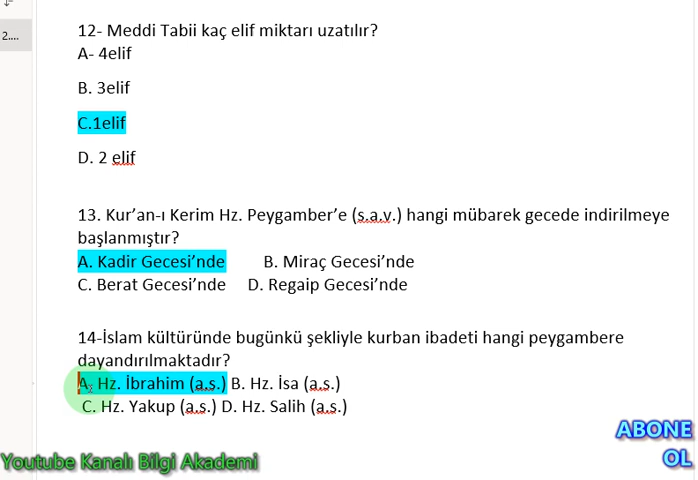 2....
12- Meddi Tabii kaç elif miktarı uzatılır?
A- 4elif
B. 3elif
C.1elif
D. 2 elif
13. Kur’an-ı Kerim Hz. Peygamber’e (s.a.v.) hangi mübarek gecede indirilmeye
başlanmıştır?
A. Kadir Gecesi’nde B. Miraç Gecesi’nde
C. Berat Gecesi’nde D. Regaip Gecesi’nde
14-İslam kültüründe bugünkü şekliyle kurban ibadeti hangi peygambere
dayandırılmaktadır?
A. Hz. İbrahim (a.s.) B. Hz. İsa (a.s.)
C. Hz. Yakup (a.s.) D. Hz. Salih (a.s.)
ABONE
OL
Youtube Kanalı Bilgi Akademi